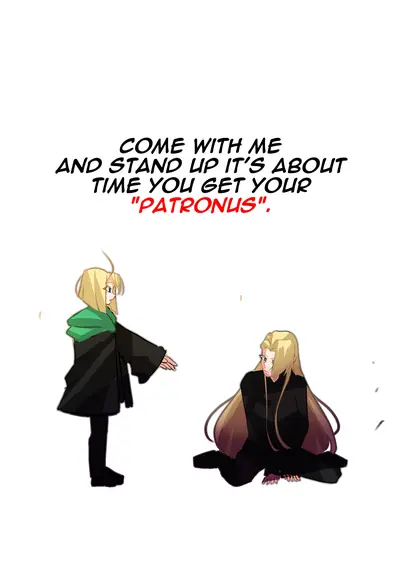 COME WITH ME
AND STAND UP IT'S ABOUT
TIME YOU GET YOUR
"PATRONUS".